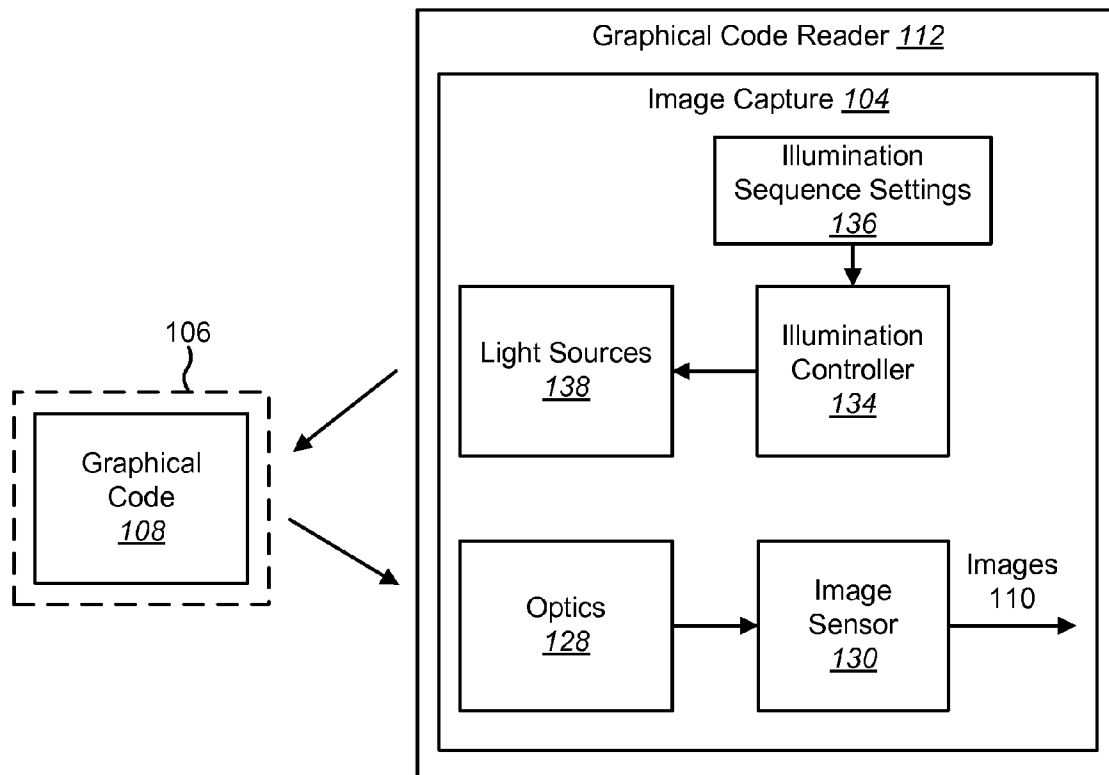 Graphical Code Reader 112
Image Capture 104
Illumination
Sequence Settings
136
Light Sources
138
Illumination
Controller
134
106
Graphical
Code
108
Optics
128
Image
Sensor
130
Images
110